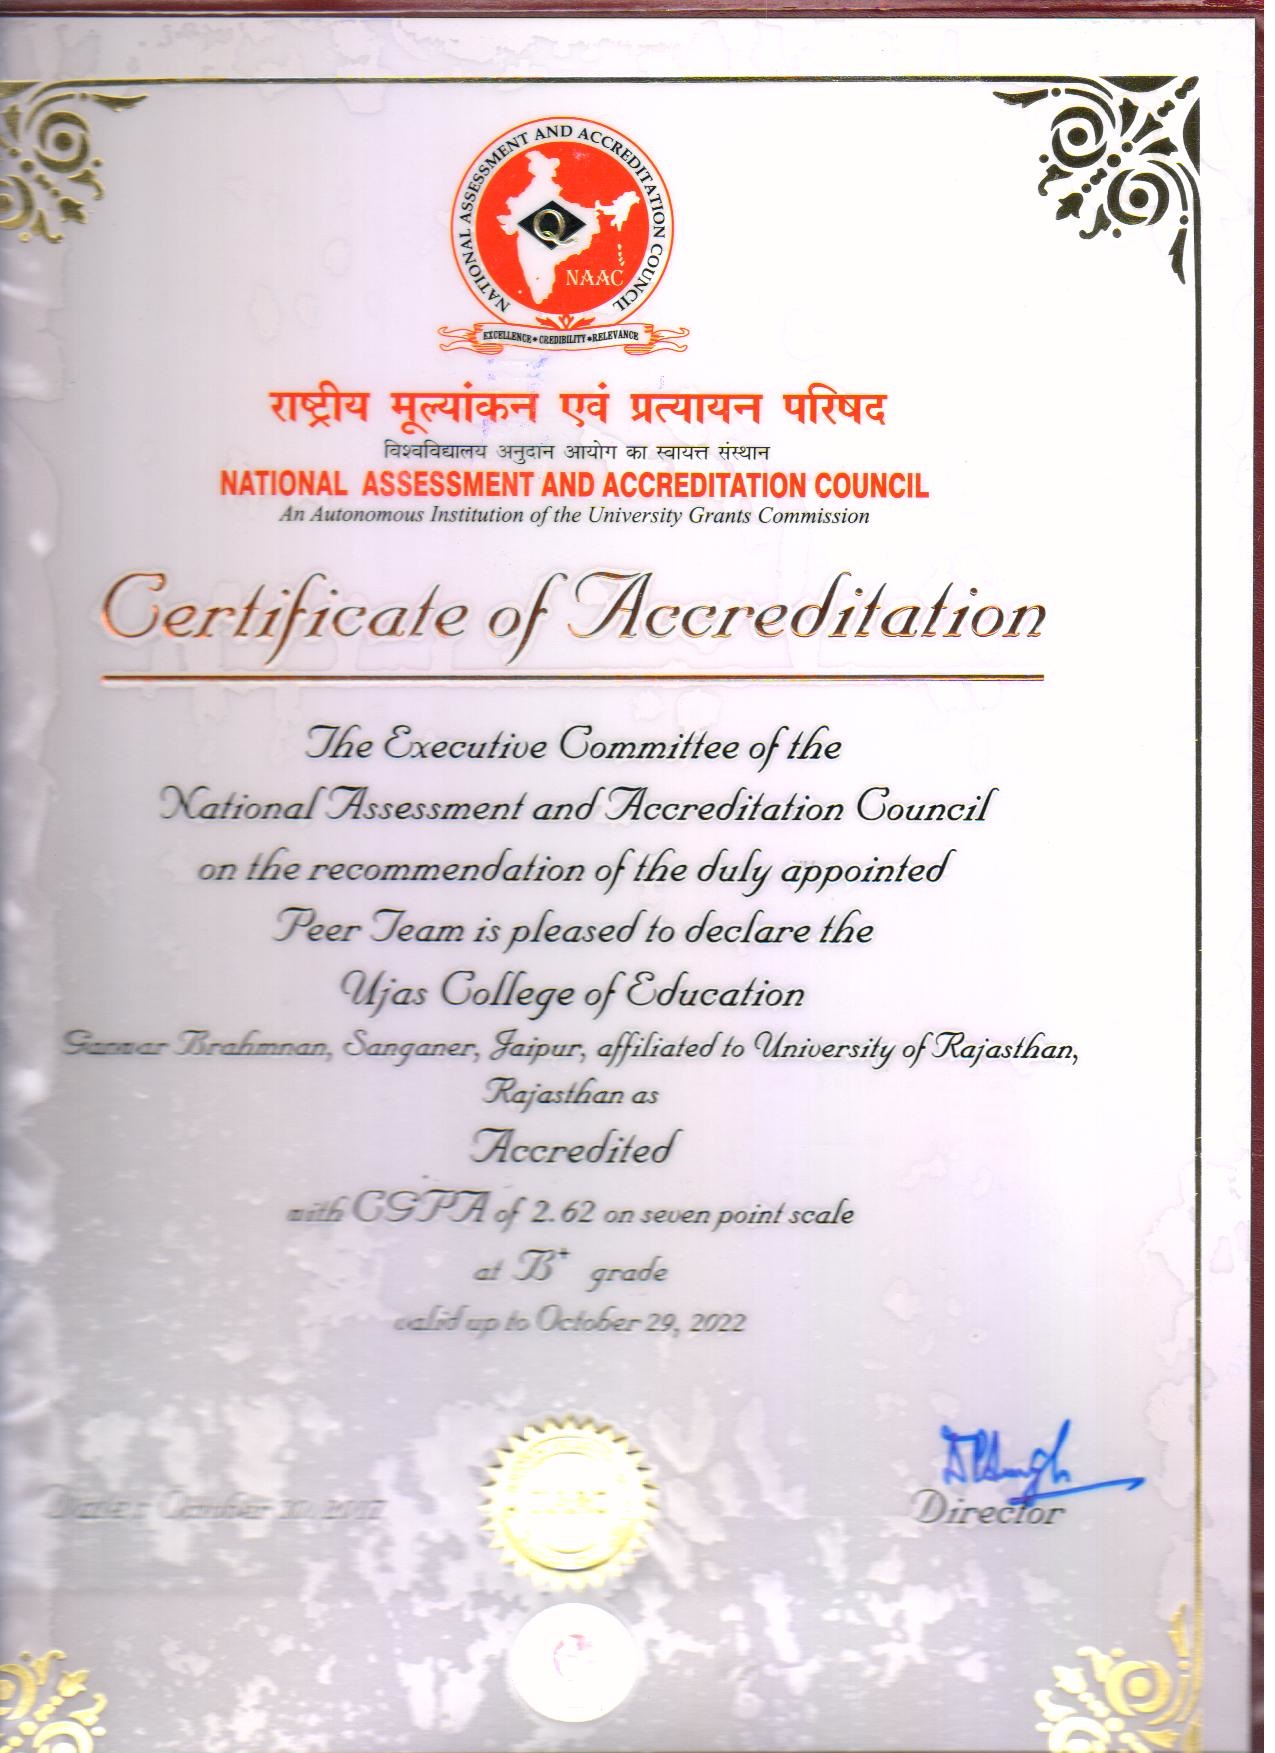 NATIONAL ASSESSMENT AND ACCREDITATION COUNCIL
Q
NAAC
EXCELLENCE • CREDIBILITY • RELEVANCE
राष्ट्रीय मूल्यांकन एवं प्रत्यायन परिषद
विश्वविद्यालय अनुदान आयोग का स्वायत्त संस्थान
NATIONAL ASSESSMENT AND ACCREDITATION COUNCIL
An Autonomous Institution of the University Grants Commission
Certificate of Accreditation
The Executive Committee of the
National Assessment and Accreditation Council
on the recommendation of the duly appointed
Peer Team is pleased to declare the
Ujas College of Education
Brahmnan, Sanganer, Jaipur, affiliated to University of Rajasthan,
Rajasthan as
Accredited
with CGPA of 2.62 on seven point scale
at B+ grade
valid up to October 29, 2022
Date : October 30, 2017
Director